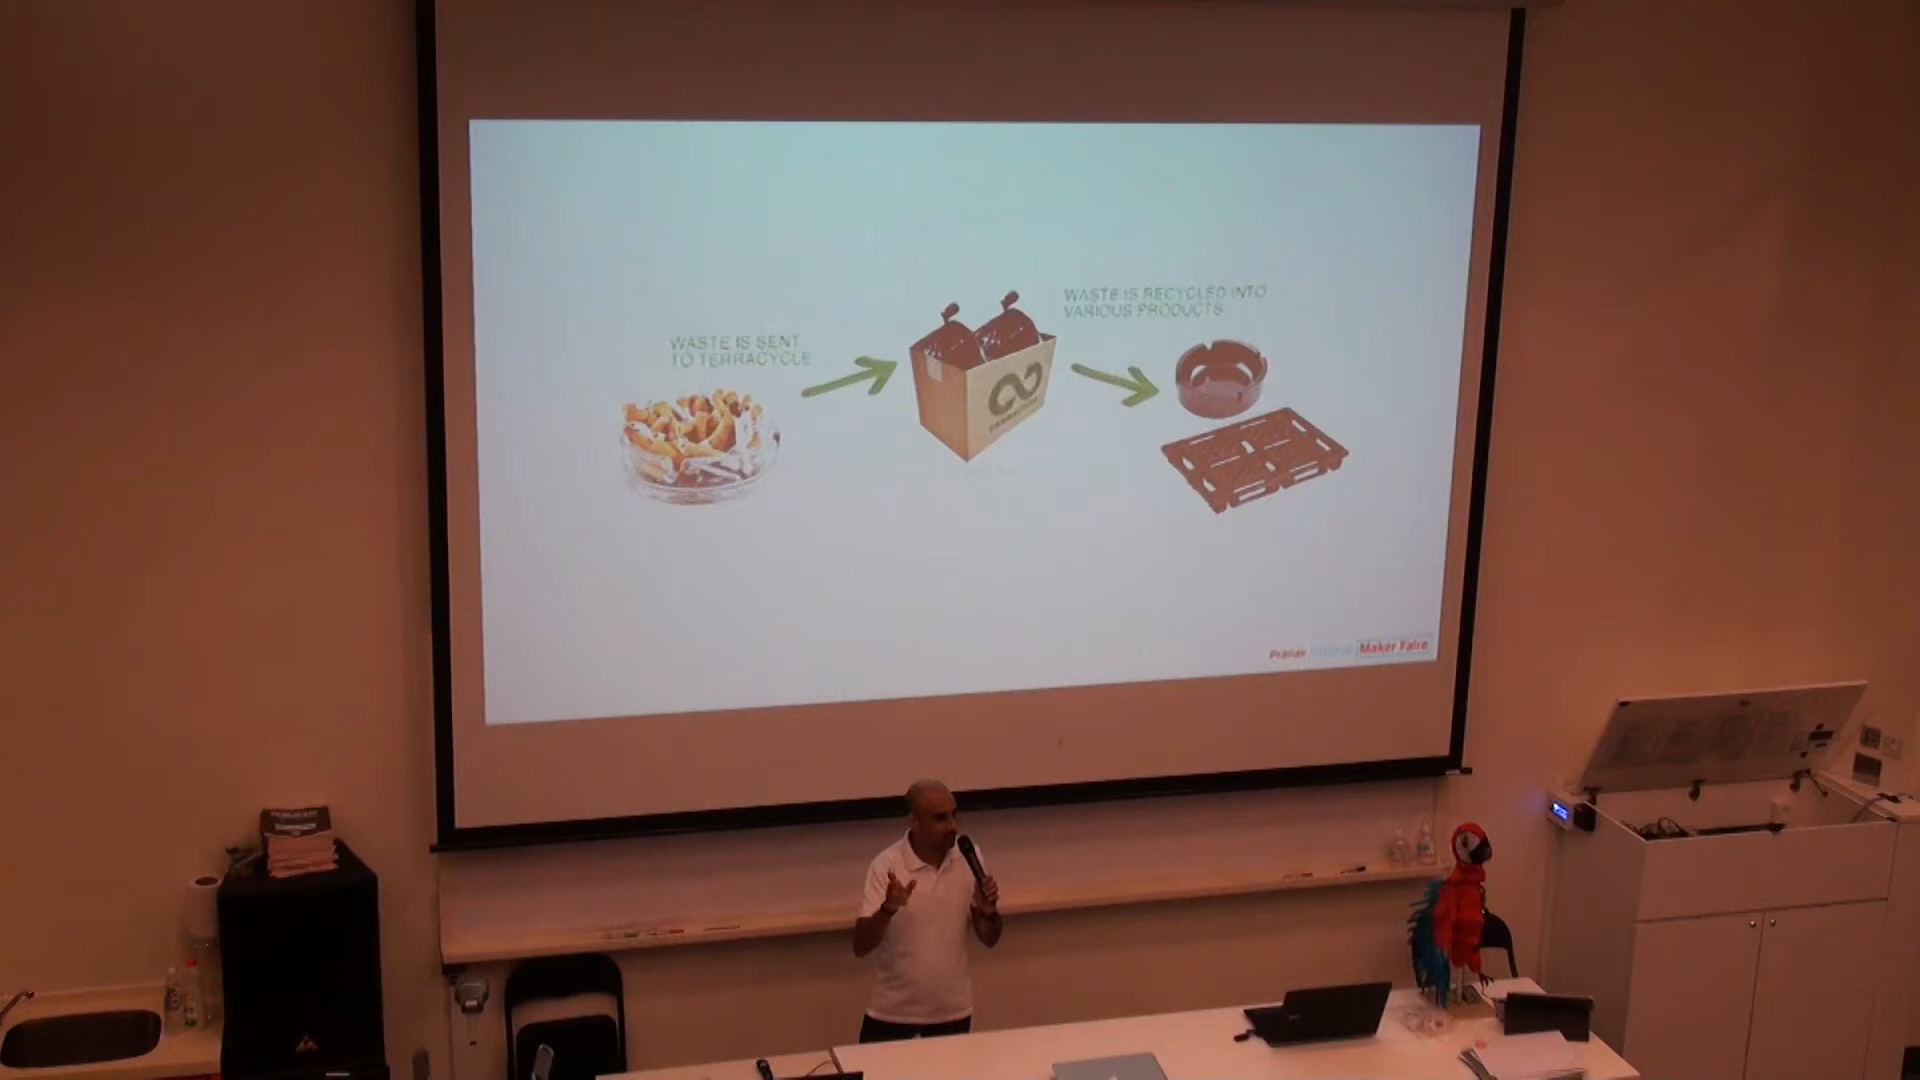 WASTE IS SENT
TO TERRACYCLE
WASTE IS RECYCLED INTO
VARIOUS PRODUCTS
Pranav
Maker Faire